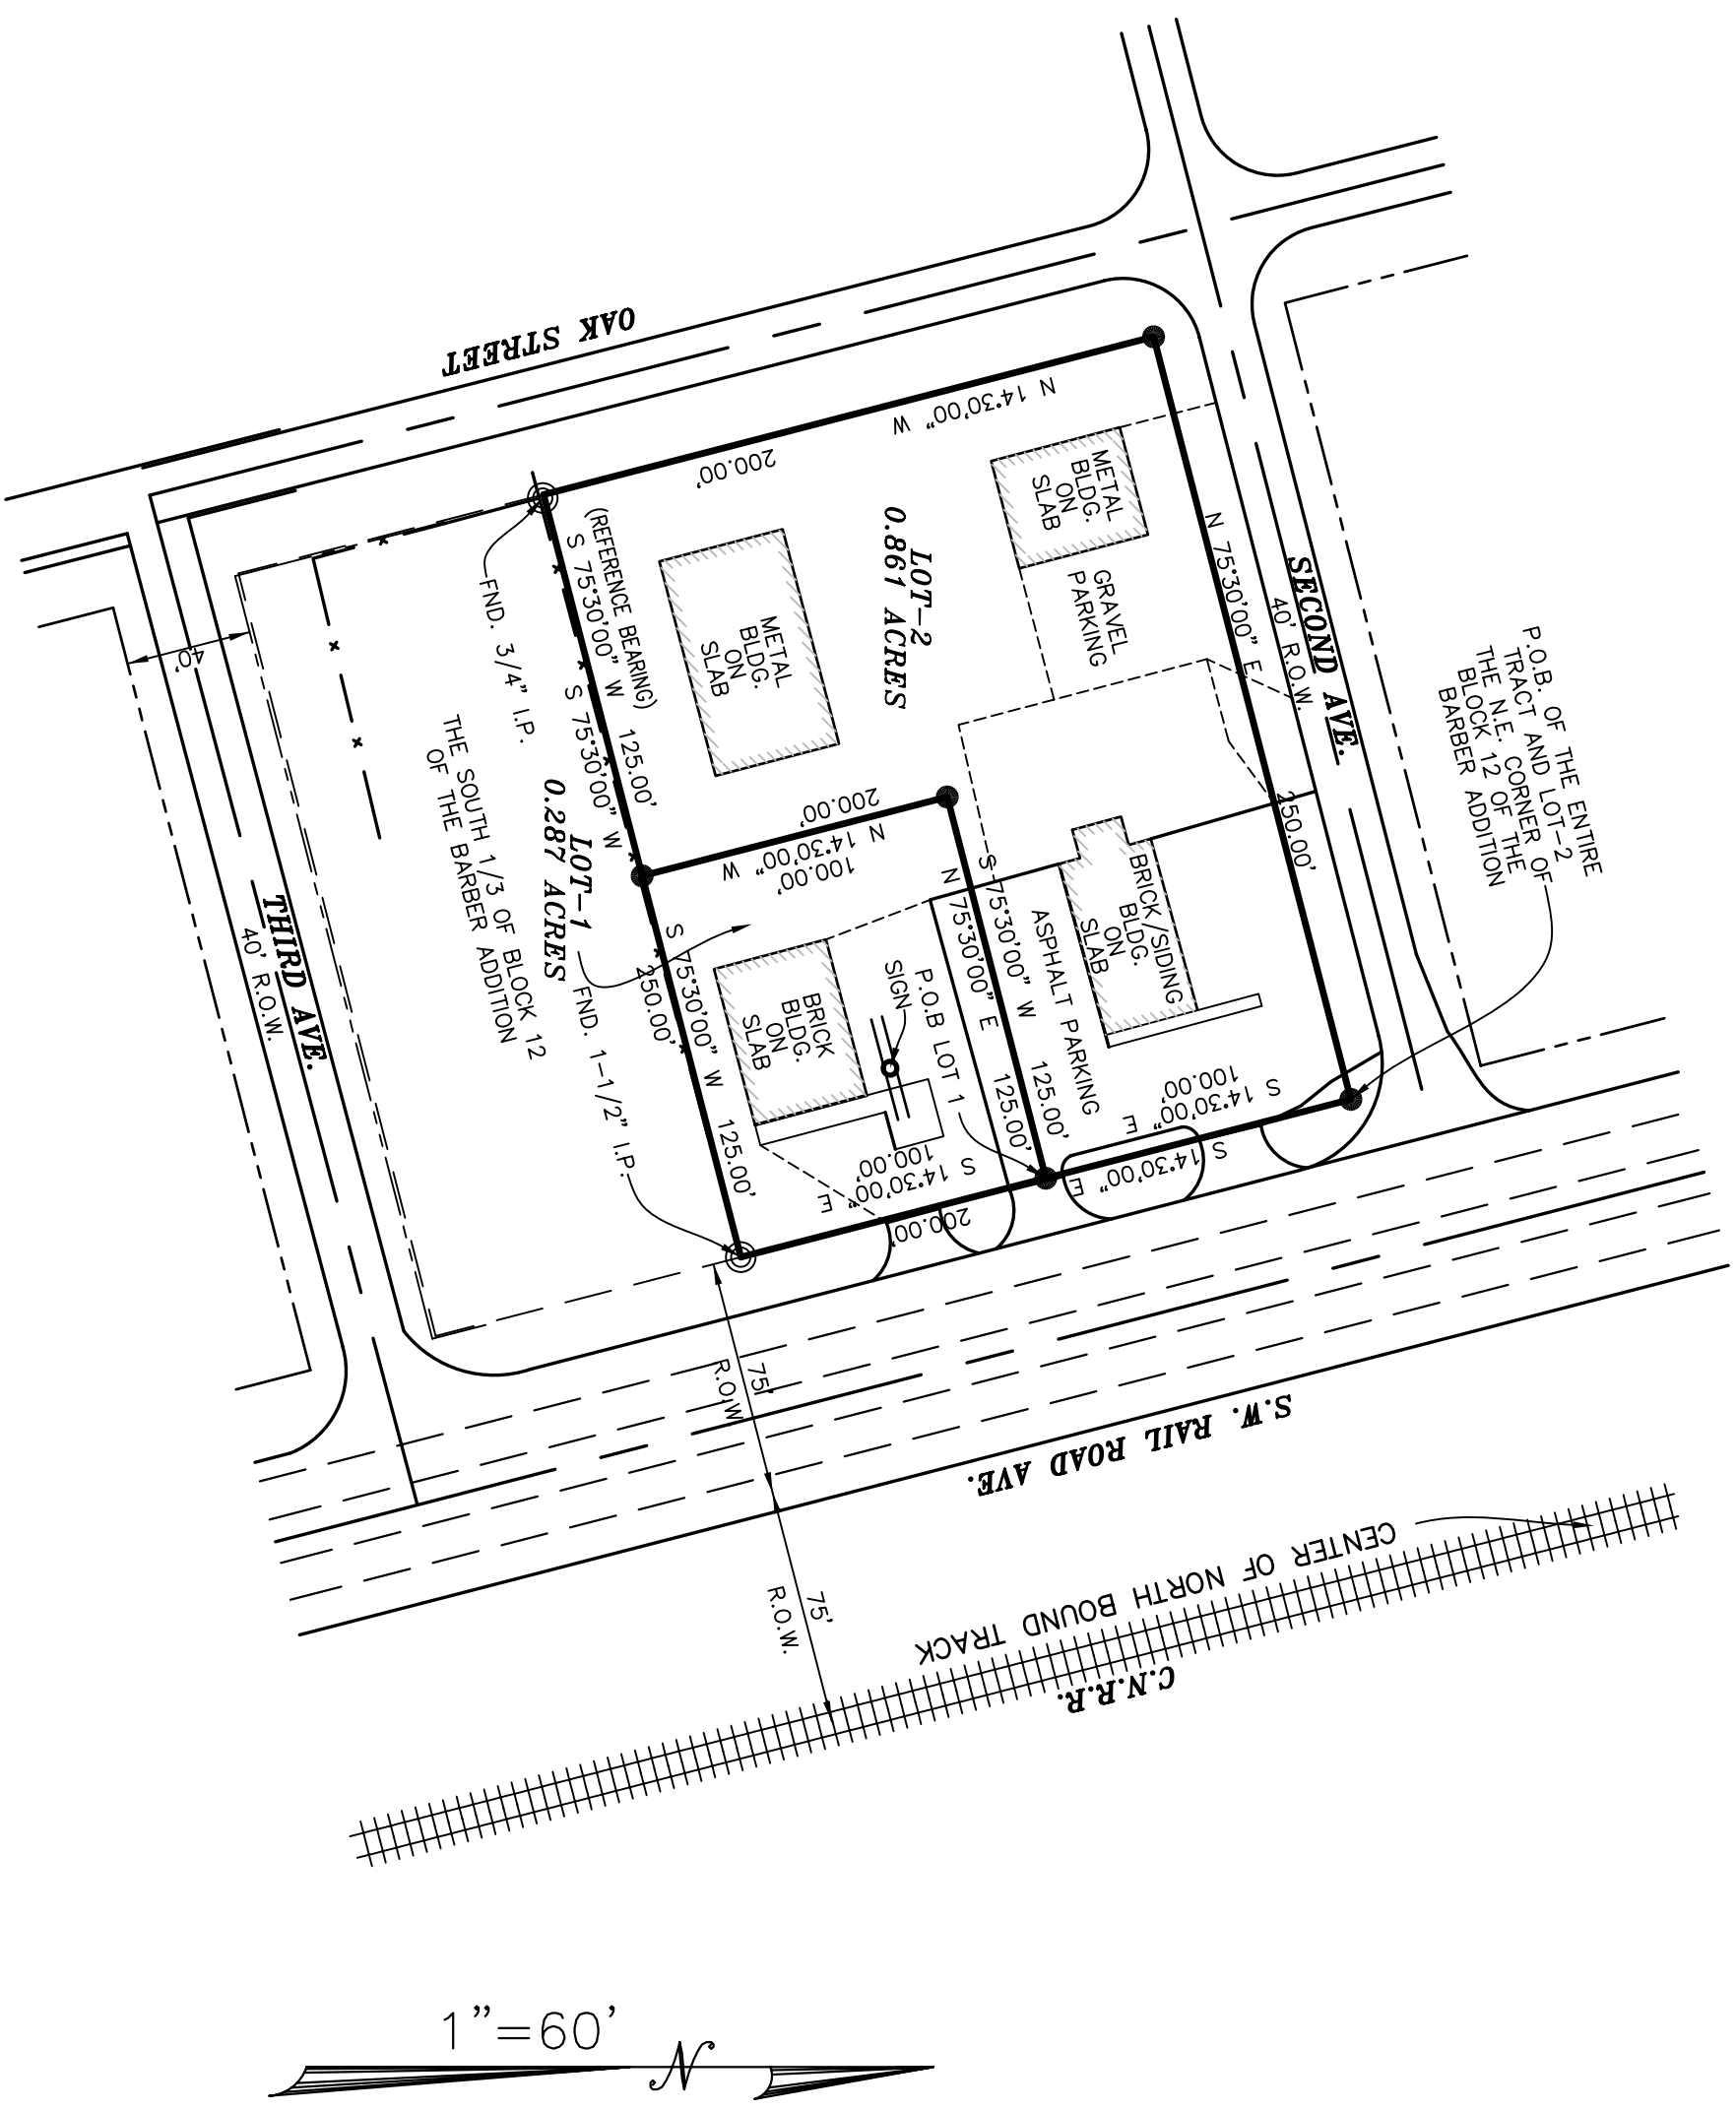 OAK STREET
N 14°30'00" W
200.00'
METAL
BLDG.
ON
SLAB
GRAVEL
PARKING
SECOND AVE.
40' R.O.W.
N 75°30'00" E
250.00'
P.O.B. OF THE ENTIRE
TRACT AND LOT-2
THE N.E. CORNER OF
BLOCK 12 OF THE
BARBER ADDITION
LOT-2
0.861 ACRES
METAL
BLDG.
ON
SLAB
(REFERENCE BEARING)
S 75°30'00" W 125.00'
S 75°30'00" W
250.00'
FND. 3/4" I.P.
40'
200.00'
N 14°30'00" W
100.00'
S 75°30'00" W 125.00'
N 75°30'00" E 125.00'
BRICK/SIDING
BLDG.
ON
SLAB
ASPHALT PARKING
S 14°30'00" E
100.00'
S 14°30'00" E
200.00'
P.O.B LOT 1
SIGN
BRICK
BLDG.
ON
SLAB
S 14°30'00" E
100.00'
S 75°30'00" W 125.00'
LOT-1
0.287 ACRES
FND. 1-1/2" I.P.
THE SOUTH 1/3 OF BLOCK 12
OF THE BARBER ADDITION
THIRD AVE.
40' R.O.W.
75'
R.O.W
S.W. RAIL ROAD AVE.
75'
R.O.W.
CENTER OF NORTH BOUND TRACK
C.N.R.R.
1"=60'
N